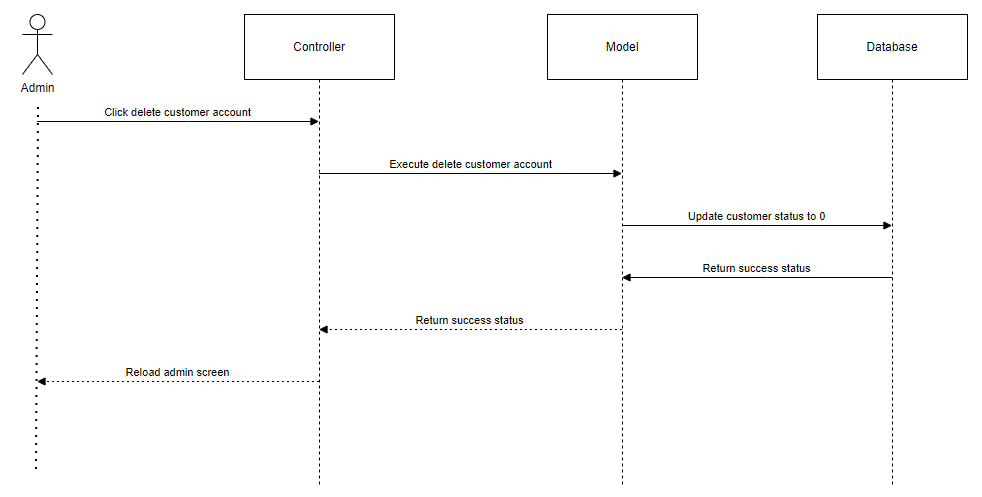 Controller
Model
Database
Admin
Click delete customer account
Execute delete customer account
Update customer status to 0
Return success status
Return success status
Reload admin screen